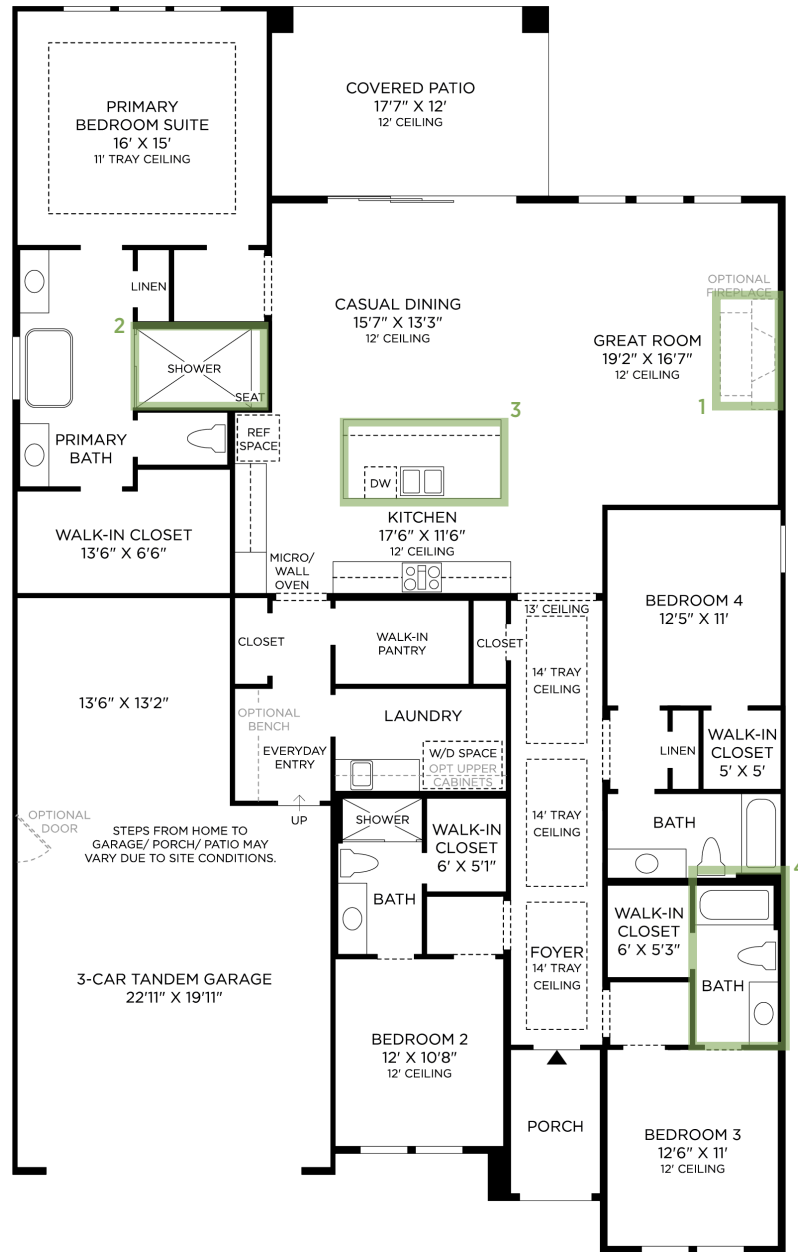 PRIMARY
BEDROOM SUITE
16' X 15'
11' TRAY CEILING
COVERED PATIO
17'7" X 12'
12' CEILING
LINEN
OPTIONAL
FIREPLACE
CASUAL DINING
15'7" X 13'3"
12' CEILING
2
GREAT ROOM
19'2" X 16'7"
12' CEILING
SHOWER
SEAT
1
3
REF
SPACE
PRIMARY
BATH
DW
KITCHEN
17'6" X 11'6"
12' CEILING
WALK-IN CLOSET
13'6" X 6'6"
MICRO/
WALL
OVEN
13' CEILING
BEDROOM 4
12'5" X 11'
CLOSET
WALK-IN
PANTRY
CLOSET
14' TRAY
CEILING
13'6" X 13'2"
OPTIONAL
BENCH
LAUNDRY
EVERYDAY
ENTRY
W/D SPACE
OPT UPPER
CABINETS
LINEN
WALK-IN
CLOSET
5' X 5'
OPTIONAL
DOOR
UP
STEPS FROM HOME TO
GARAGE/ PORCH/ PATIO MAY
VARY DUE TO SITE CONDITIONS.
SHOWER
WALK-IN
CLOSET
6' X 5'1"
14' TRAY
CEILING
BATH
BATH
4
WALK-IN
CLOSET
6' X 5'3"
FOYER
14' TRAY
CEILING
BATH
3-CAR TANDEM GARAGE
22'11" X 19'11"
BEDROOM 2
12' X 10'8"
12' CEILING
PORCH
BEDROOM 3
12'6" X 11'
12' CEILING